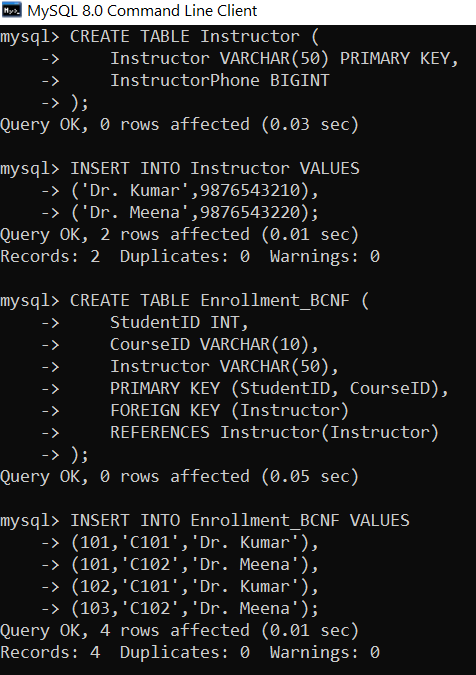 MySQL 8.0 Command Line Client
mysql> CREATE TABLE Instructor (
    ->     Instructor VARCHAR(50) PRIMARY KEY,
    ->     InstructorPhone BIGINT
    -> );
Query OK, 0 rows affected (0.03 sec)

mysql> INSERT INTO Instructor VALUES
    -> ('Dr. Kumar',9876543210),
    -> ('Dr. Meena',9876543220);
Query OK, 2 rows affected (0.01 sec)
Records: 2  Duplicates: 0  Warnings: 0

mysql> CREATE TABLE Enrollment_BCNF (
    ->     StudentID INT,
    ->     CourseID VARCHAR(10),
    ->     Instructor VARCHAR(50),
    ->     PRIMARY KEY (StudentID, CourseID),
    ->     FOREIGN KEY (Instructor)
    ->     REFERENCES Instructor(Instructor)
    -> );
Query OK, 0 rows affected (0.05 sec)

mysql> INSERT INTO Enrollment_BCNF VALUES
    -> (101,'C101','Dr. Kumar'),
    -> (101,'C102','Dr. Meena'),
    -> (102,'C101','Dr. Kumar'),
    -> (103,'C102','Dr. Meena');
Query OK, 4 rows affected (0.01 sec)
Records: 4  Duplicates: 0  Warnings: 0